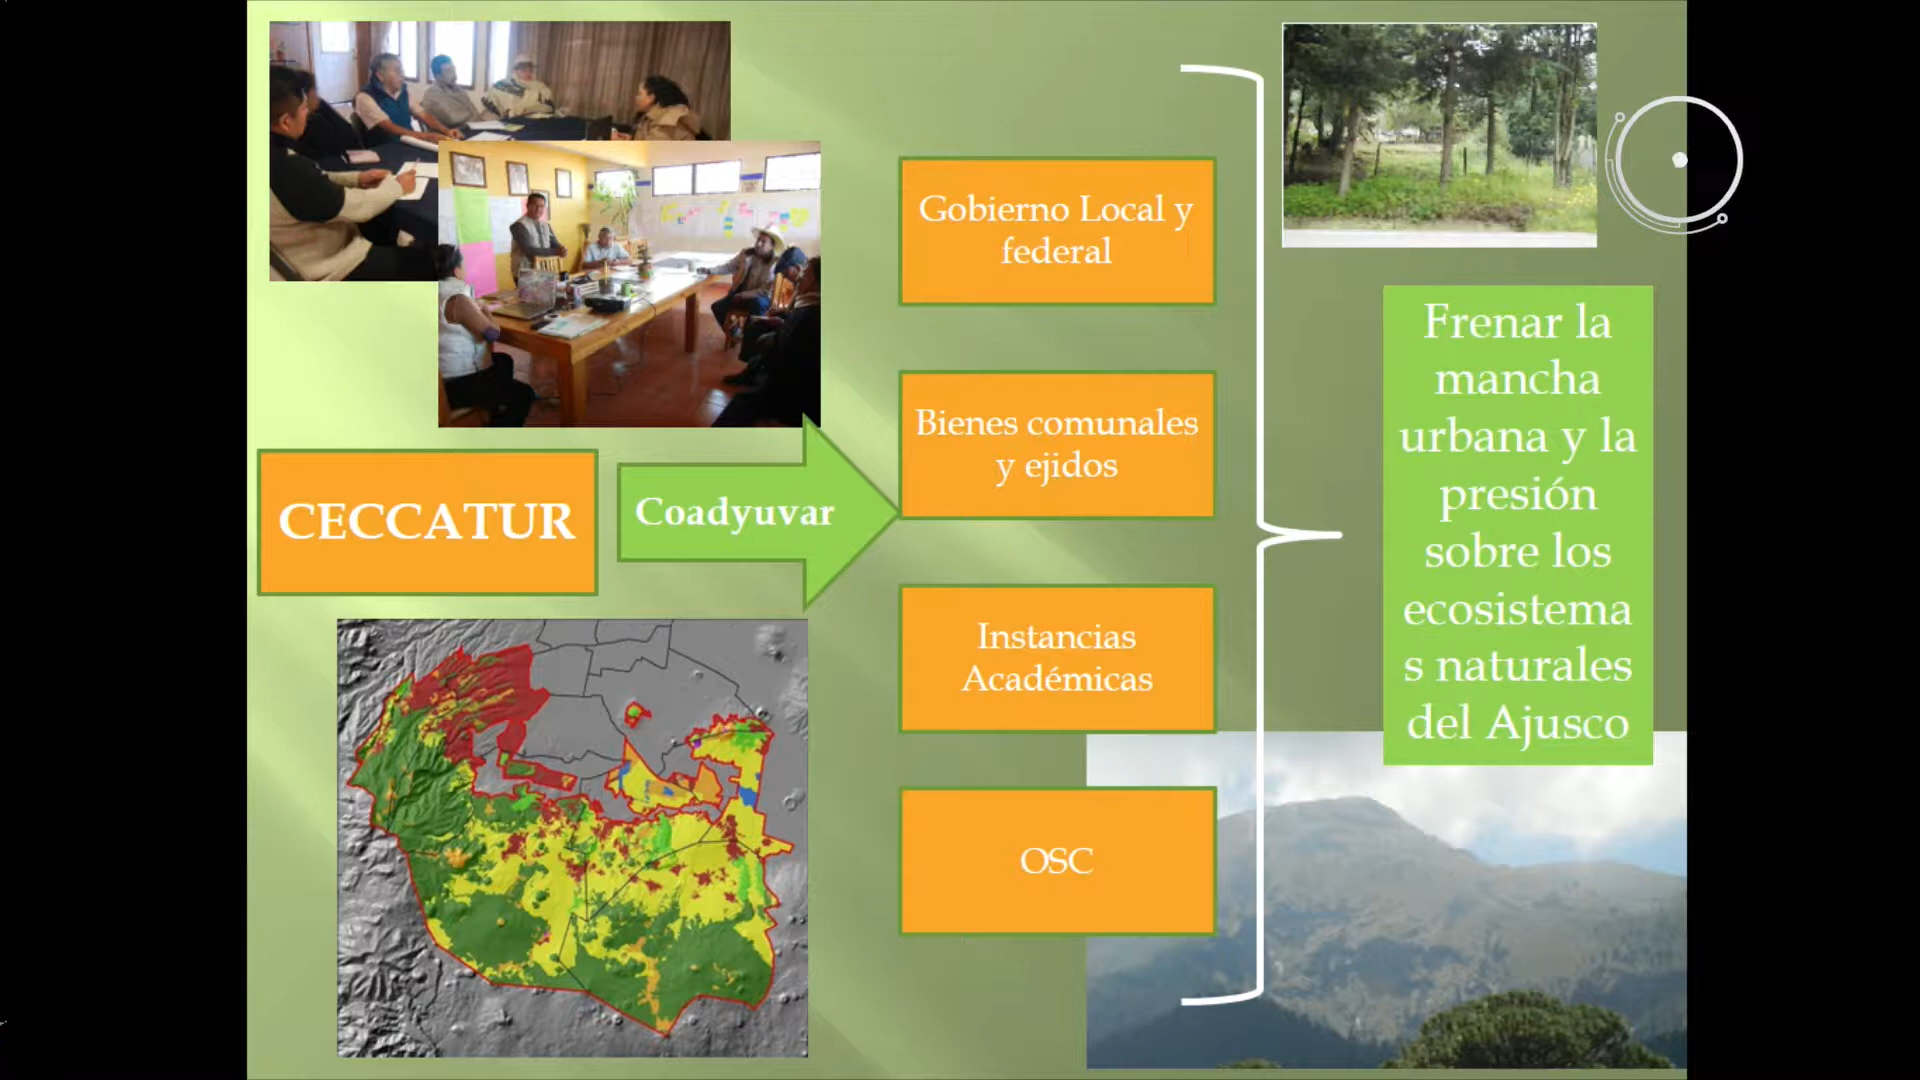 CECCATUR
Coadyuvar
Gobierno Local y
federal
Bienes comunales
y ejidos
Instancias
Académicas
OSC
Frenar la
mancha
urbana y la
presión
sobre los
ecosistema
s naturales
del Ajusco